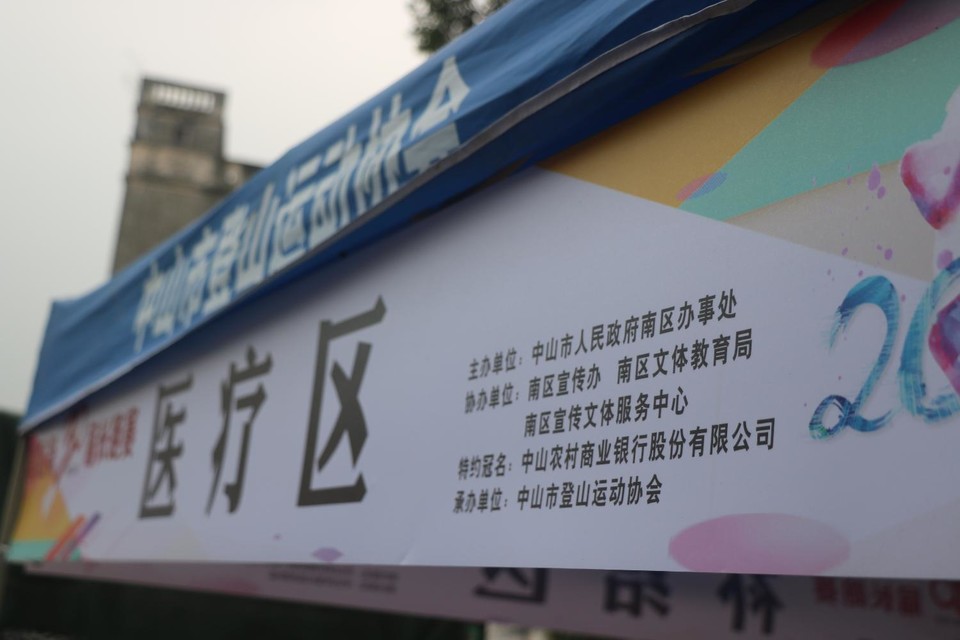 中山市登山运动协会
医疗区
主办单位：中山市人民政府南区办事处
协办单位：南区宣传办 南区文体教育局
南区宣传文体服务中心
特约冠名：中山农村商业银行股份有限公司
承办单位：中山市登山运动协会
20